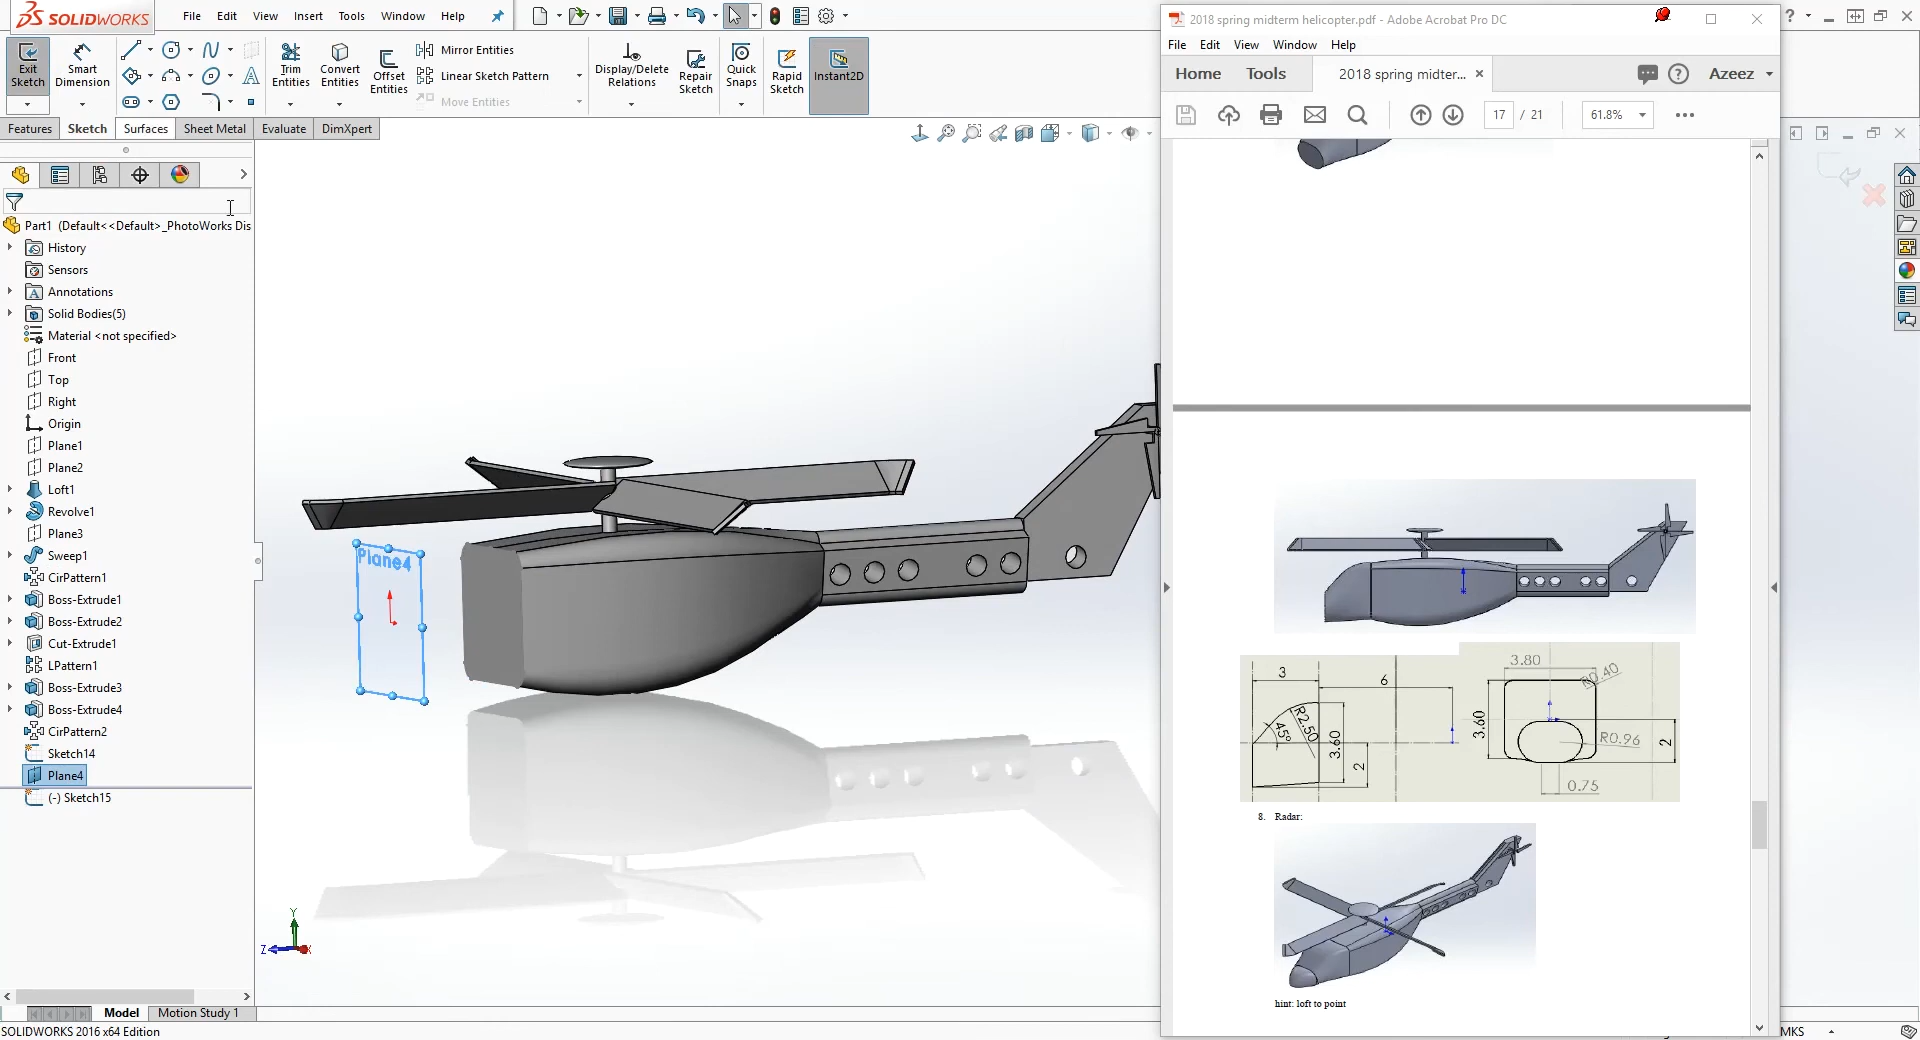 SOLIDWORKS
File Edit View Insert Tools Window Help
Exit Sketch
Smart Dimension
Trim Entities
Convert Entities
Offset Entities
Mirror Entities
Linear Sketch Pattern
Move Entities
Display/Delete Relations
Repair Sketch
Quick Snaps
Rapid Sketch
Instant2D
Features Sketch Surfaces Sheet Metal Evaluate DimXpert
Part1 (Default<<Default>_PhotoWorks Dis
History
Sensors
Annotations
Solid Bodies(5)
Material <not specified>
Front
Top
Right
Origin
Plane1
Plane2
Loft1
Revolve1
Plane3
Sweep1
CirPattern1
Boss-Extrude1
Boss-Extrude2
Cut-Extrude1
LPattern1
Boss-Extrude3
Boss-Extrude4
CirPattern2
Sketch14
Plane4
(-) Sketch15
Plane4
Y
Z
X
Model Motion Study 1
SOLIDWORKS 2016 x64 Edition
MKS
2018 spring midterm helicopter.pdf - Adobe Acrobat Pro DC
File Edit View Window Help
Home Tools 2018 spring midter... × Azeez
17 / 21 61.8%
3
6
R2.50
45°
3.60
2
3.80
R0.40
3.60
R0.96
2
0.75
8. Radar:
hint: loft to point